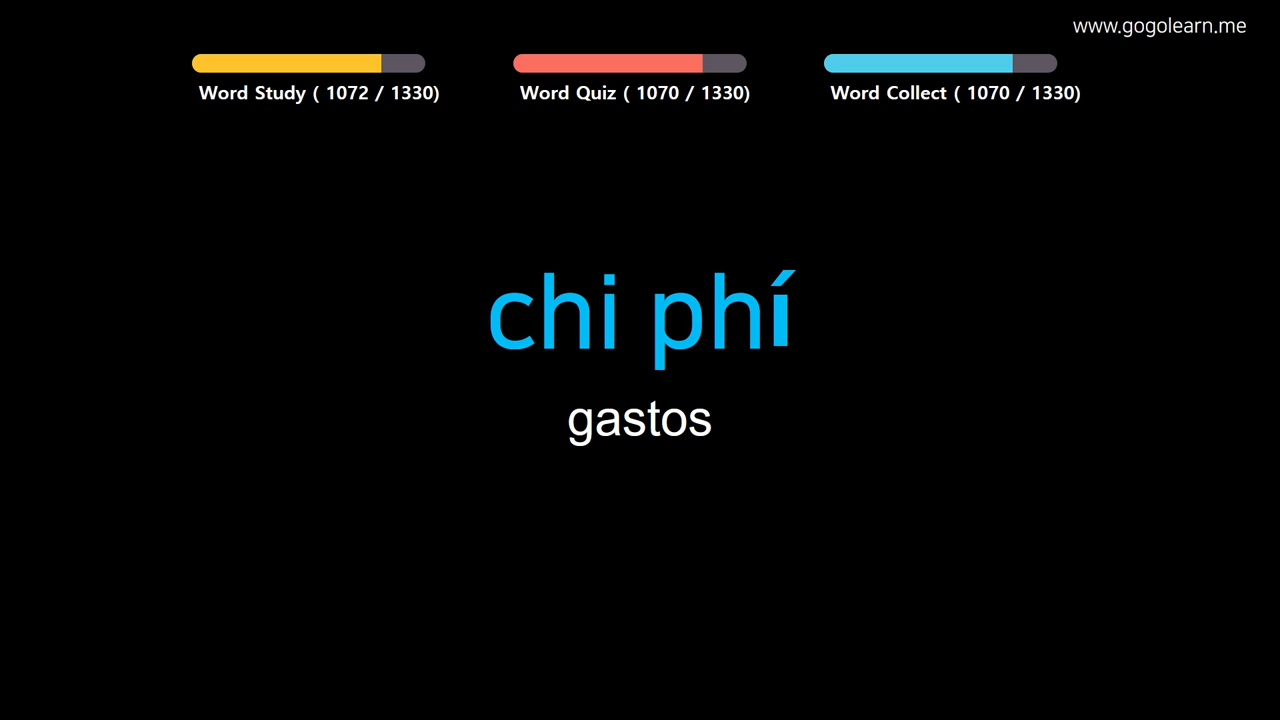 www.gogolearn.me
Word Study ( 1072 / 1330)
Word Quiz ( 1070 / 1330)
Word Collect ( 1070 / 1330)
chi phí
gastos